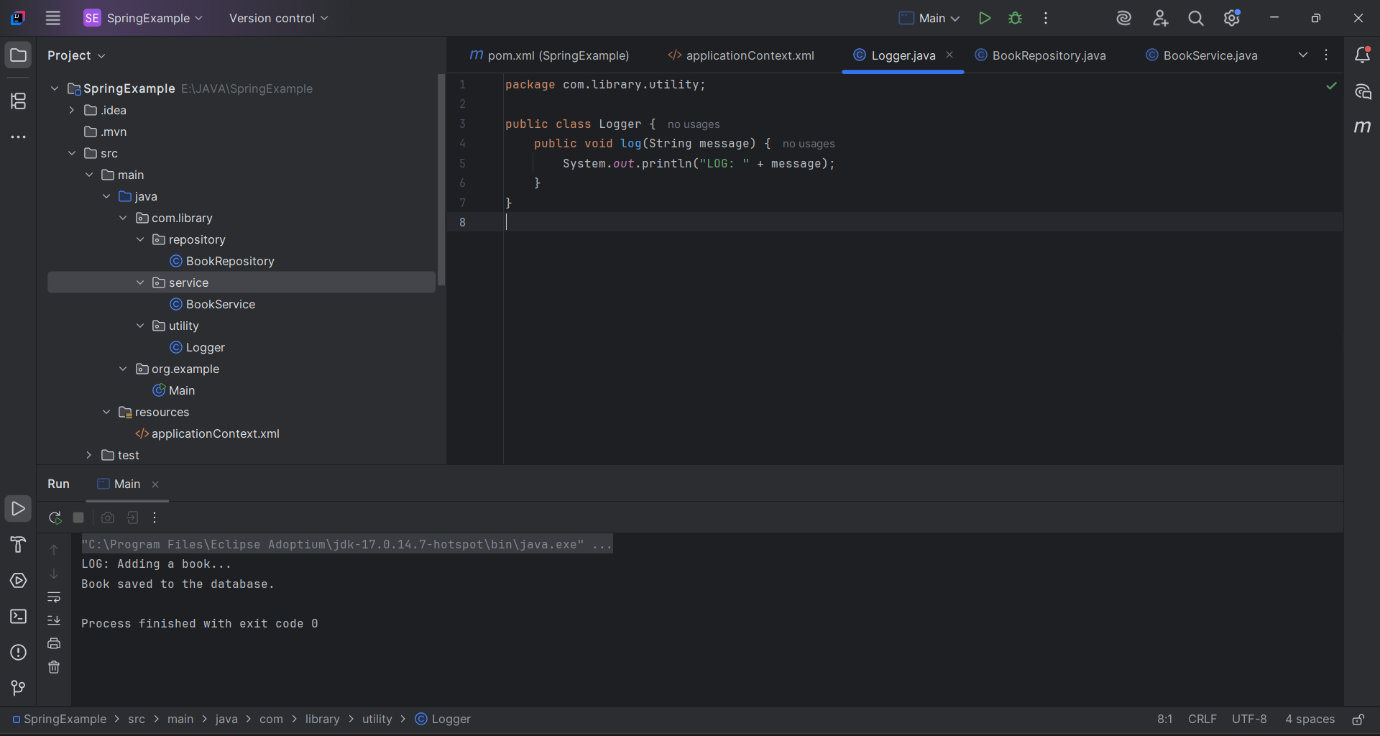 SE SpringExample Version control Main
Project
pom.xml (SpringExample) applicationContext.xml Logger.java BookRepository.java BookService.java
SpringExample E:\JAVA\SpringExample
.idea
.mvn
src
main
java
com.library
repository
BookRepository
service
BookService
utility
Logger
org.example
Main
resources
applicationContext.xml
test
1 package com.library.utility;
2
3 public class Logger { no usages
4 public void log(String message) { no usages
5 System.out.println("LOG: " + message);
6 }
7 }
8
Run Main
"C:\Program Files\Eclipse Adoptium\jdk-17.0.14.7-hotspot\bin\java.exe" ...
LOG: Adding a book...
Book saved to the database.
Process finished with exit code 0
SpringExample > src > main > java > com > library > utility > Logger 8:1 CRLF UTF-8 4 spaces